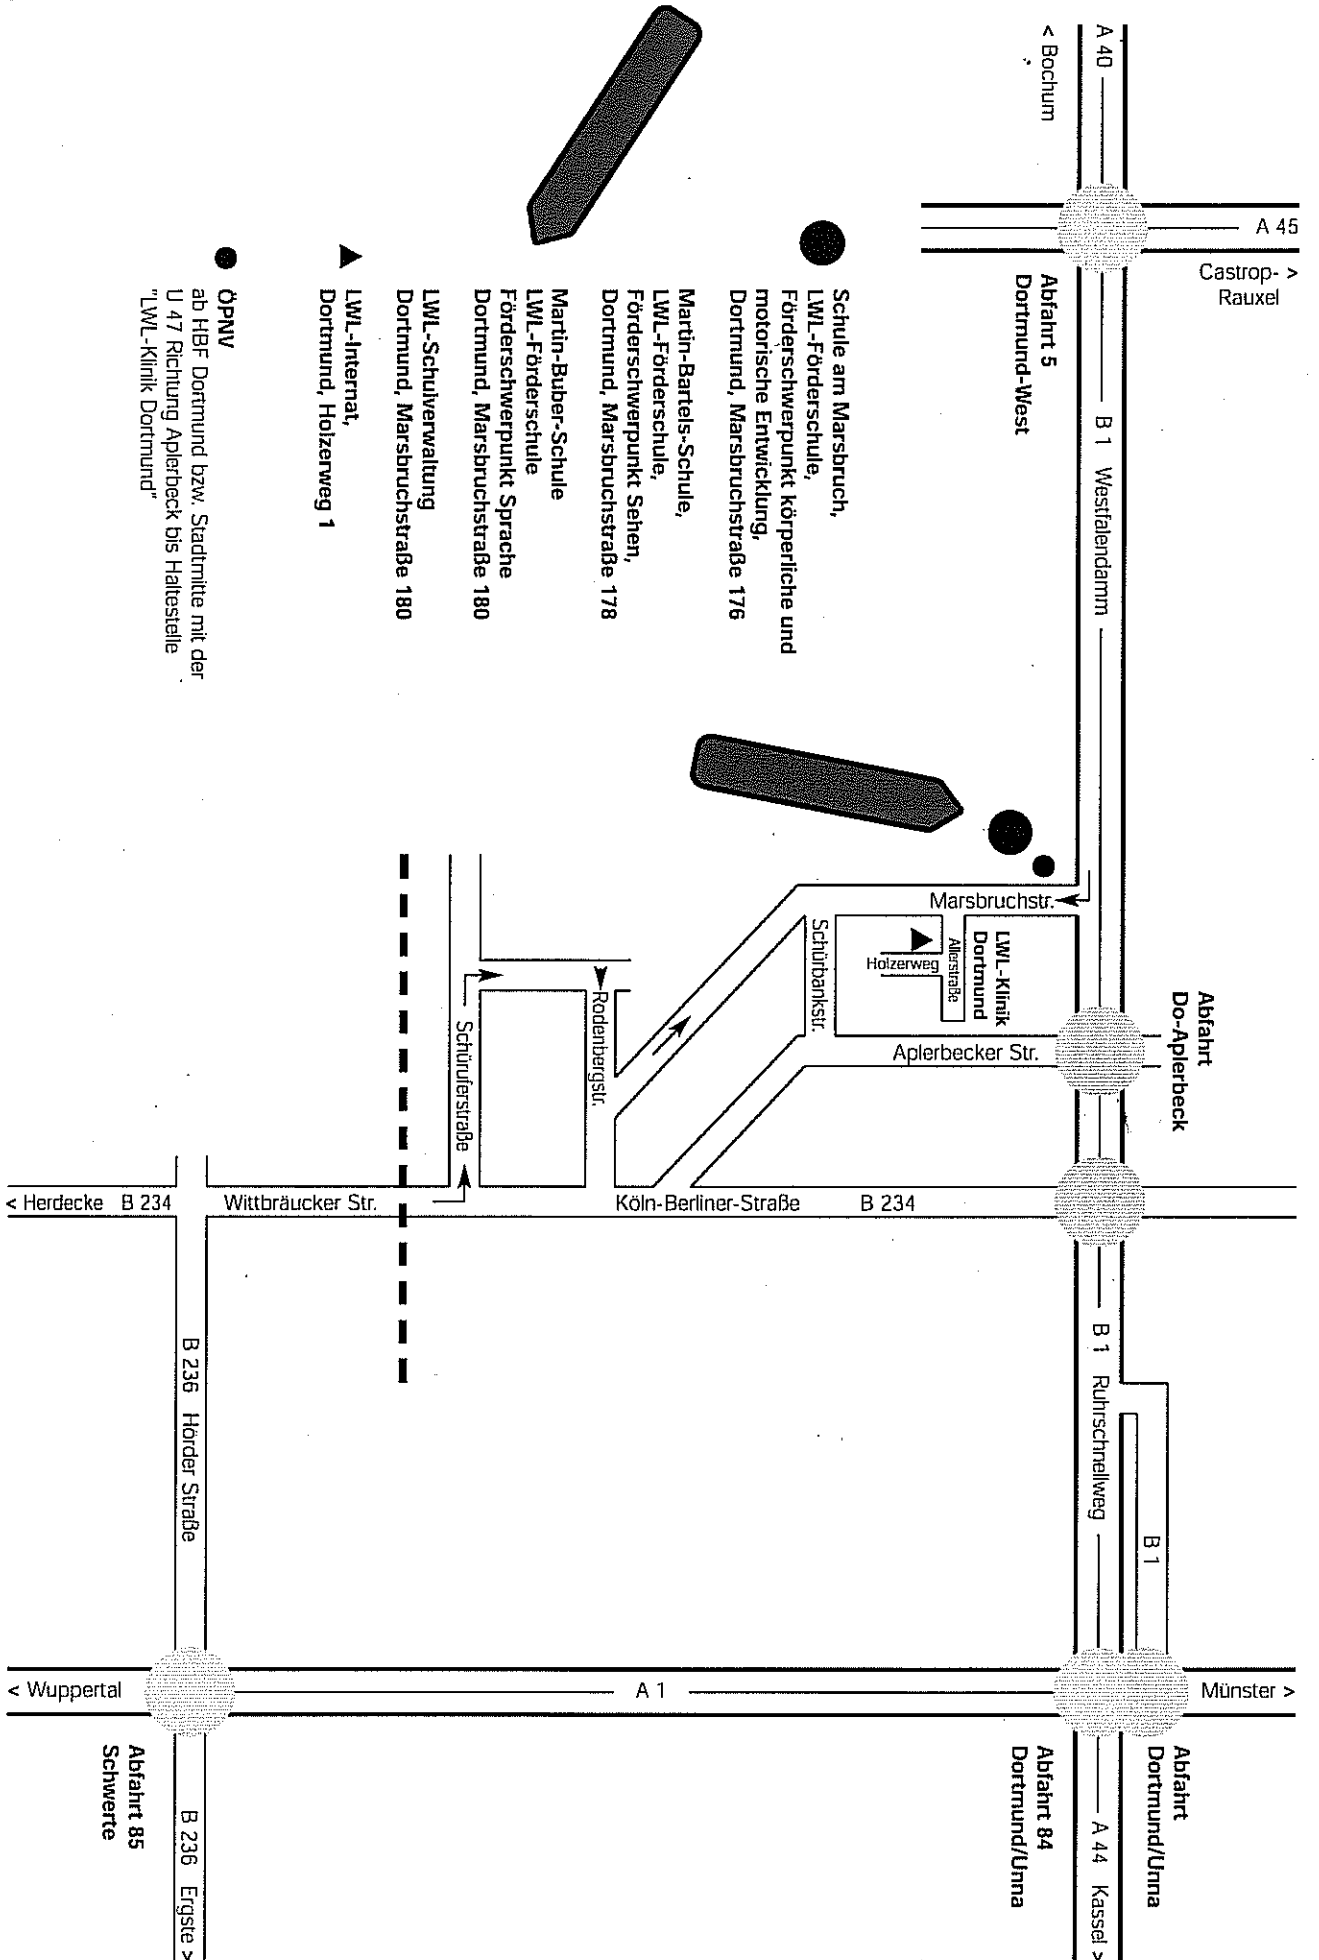 A 40
< Bochum
A 45
Castrop- >
Rauxel
Abfahrt 5
Dortmund-West
B 1 Westfalendamm
Abfahrt
Do-Aplerbeck
B 1 Ruhrschnellweg
B 1
Abfahrt
Dortmund/Unna
Münster >
A 44 Kassel >
Abfahrt 84
Dortmund/Unna
Marsbruchstr.
LWL-Klinik
Dortmund
Allerstraße
Holzerweg
Schürbankstr.
Aplerbecker Str.
Rodenbergstr.
Schüruferstraße
Köln-Berliner-Straße B 234
Wittbräucker Str.
< Herdecke B 234
B 236 Hörder Straße
A 1
< Wuppertal
Abfahrt 85
Schwerte
B 236 Ergste >
Schule am Marsbruch,
LWL-Förderschule,
Förderschwerpunkt körperliche und
motorische Entwicklung,
Dortmund, Marsbruchstraße 176
Martin-Bartels-Schule,
LWL-Förderschule,
Förderschwerpunkt Sehen,
Dortmund, Marsbruchstraße 178
Martin-Buber-Schule
LWL-Förderschule
Förderschwerpunkt Sprache
Dortmund, Marsbruchstraße 180
LWL-Schulverwaltung
Dortmund, Marsbruchstraße 180
LWL-Internat,
Dortmund, Holzerweg 1
ÖPNV
ab HBF Dortmund bzw. Stadtmitte mit der
U 47 Richtung Aplerbeck bis Haltestelle
"LWL-Klinik Dortmund"